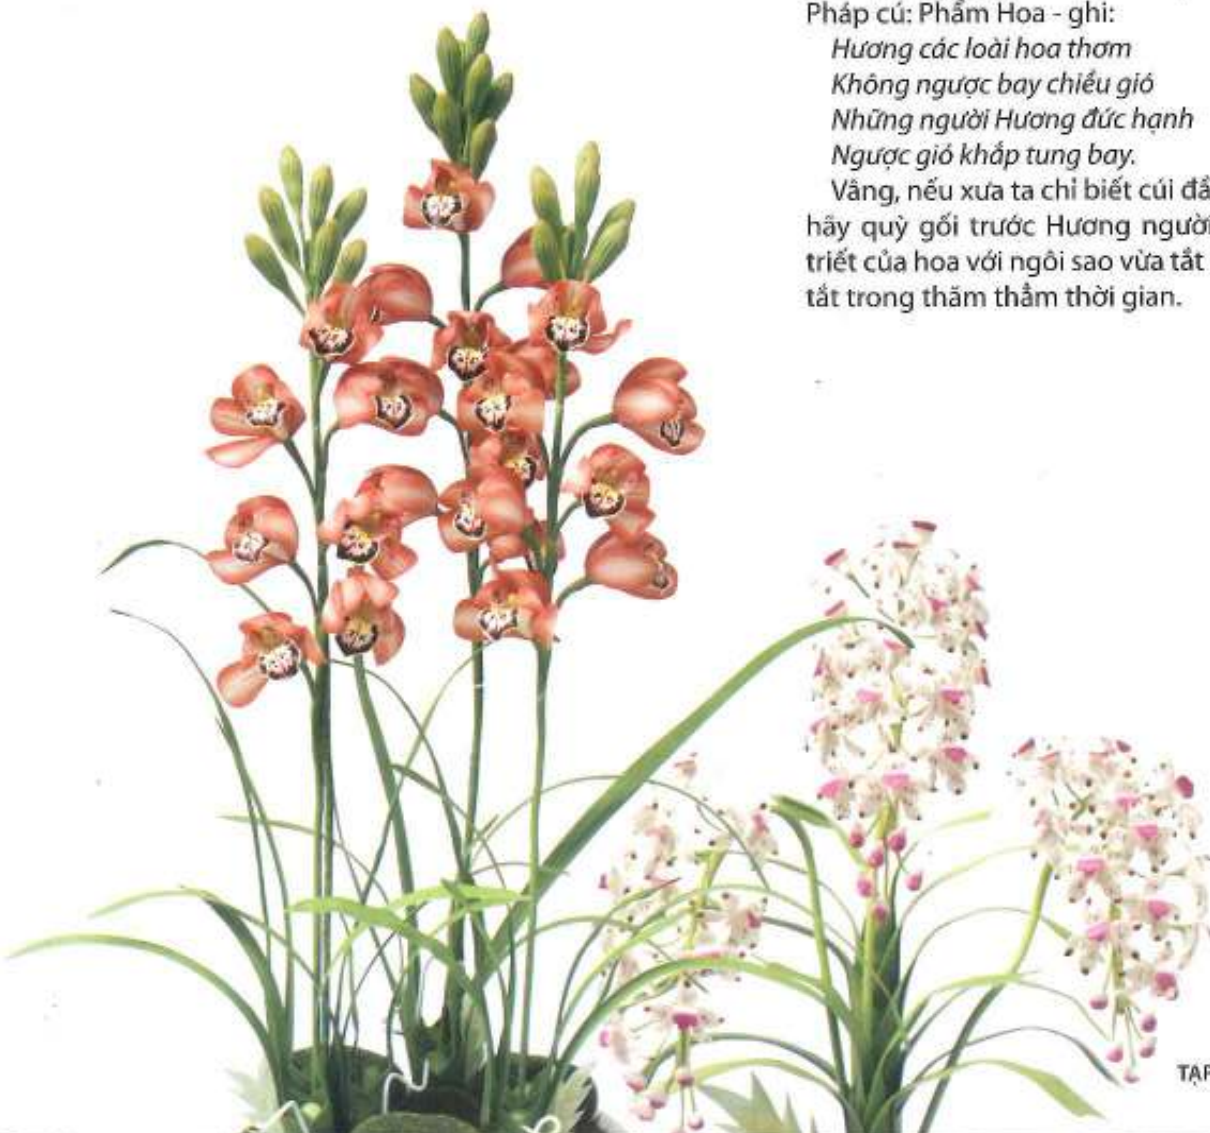 Pháp cú: Phẩm Hoa - ghi:
Hương các loài hoa thơm
Không ngược bay chiều gió
Những người Hương đức hạnh
Ngược gió khắp tung bay.
Vâng, nếu xưa ta chỉ biết cúi
hãy quỳ gối trước Hương người
triết của hoa với ngôi sao vừa tắt
tắt trong thăm thẳm thời gian.